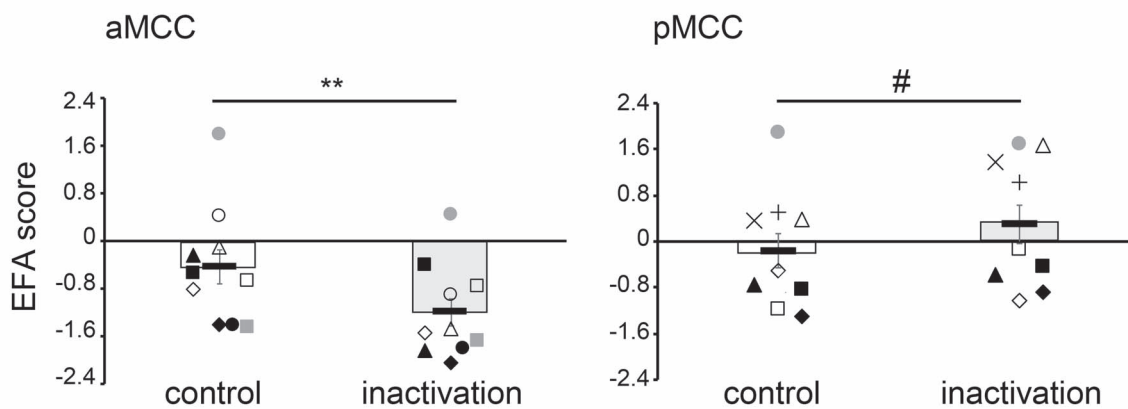 aMCC
pMCC
**
#
EFA score
2.4
1.6
0.8
0
-0.8
-1.6
-2.4
control
inactivation
2.4
1.6
0.8
0
-0.8
-1.6
-2.4
control
inactivation